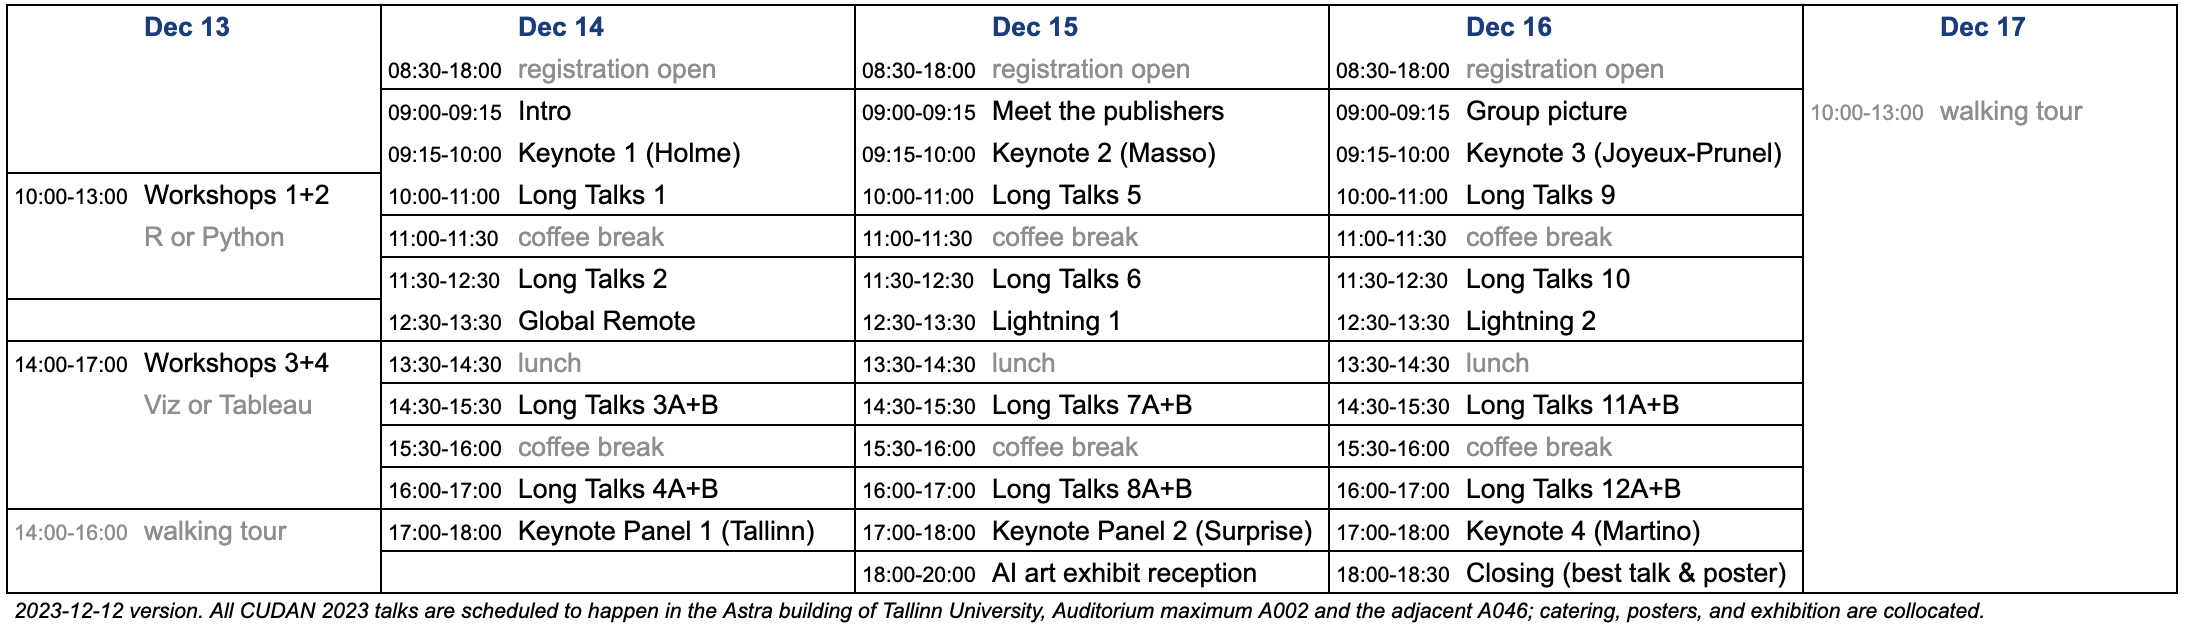 Dec 13
10:00-13:00 Workshops 1+2
R or Python
14:00-17:00 Workshops 3+4
Viz or Tableau
14:00-16:00 walking tour
Dec 14
08:30-18:00 registration open
09:00-09:15 Intro
09:15-10:00 Keynote 1 (Holme)
10:00-11:00 Long Talks 1
11:00-11:30 coffee break
11:30-12:30 Long Talks 2
12:30-13:30 Global Remote
13:30-14:30 lunch
14:30-15:30 Long Talks 3A+B
15:30-16:00 coffee break
16:00-17:00 Long Talks 4A+B
17:00-18:00 Keynote Panel 1 (Tallinn)
Dec 15
08:30-18:00 registration open
09:00-09:15 Meet the publishers
09:15-10:00 Keynote 2 (Masso)
10:00-11:00 Long Talks 5
11:00-11:30 coffee break
11:30-12:30 Long Talks 6
12:30-13:30 Lightning 1
13:30-14:30 lunch
14:30-15:30 Long Talks 7A+B
15:30-16:00 coffee break
16:00-17:00 Long Talks 8A+B
17:00-18:00 Keynote Panel 2 (Surprise)
18:00-20:00 AI art exhibit reception
Dec 16
08:30-18:00 registration open
09:00-09:15 Group picture
09:15-10:00 Keynote 3 (Joyeux-Prunel)
10:00-11:00 Long Talks 9
11:00-11:30 coffee break
11:30-12:30 Long Talks 10
12:30-13:30 Lightning 2
13:30-14:30 lunch
14:30-15:30 Long Talks 11A+B
15:30-16:00 coffee break
16:00-17:00 Long Talks 12A+B
17:00-18:00 Keynote 4 (Martino)
18:00-18:30 Closing (best talk & poster)
Dec 17
10:00-13:00 walking tour
2023-12-12 version. All CUDAN 2023 talks are scheduled to happen in the Astra building of Tallinn University, Auditorium maximum A002 and the adjacent A046; catering, posters, and exhibition are collocated.